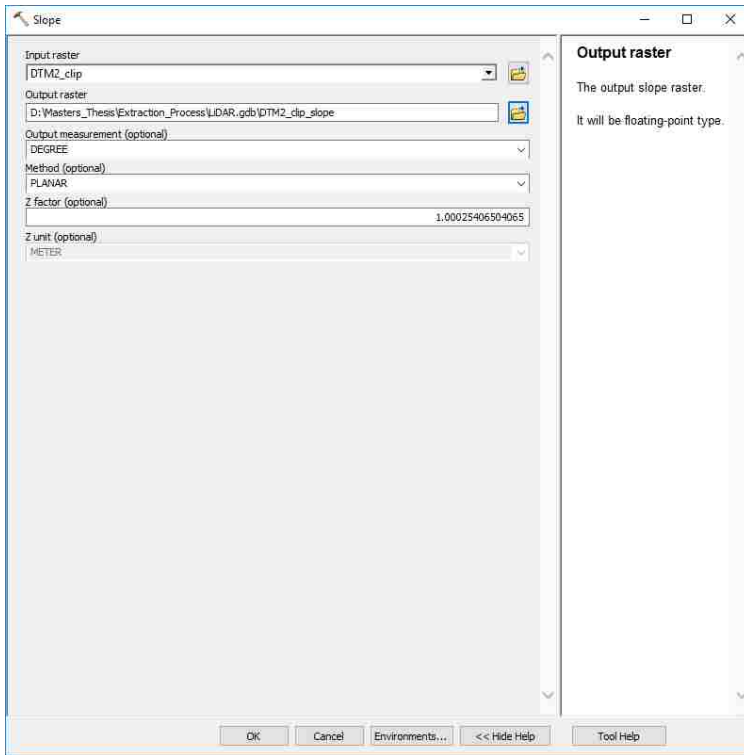 Slope
Input raster
DTM2_clip
Output raster
D:\Masters_Thesis\Extraction_Process\LiDAR.gdb\DTM2_clip_slope
Output measurement (optional)
DEGREE
Method (optional)
PLANAR
Z factor (optional)
1.00025406504065
Z unit (optional)
METER
Output raster
The output slope raster.
It will be floating-point type.
OK
Cancel
Environments...
<< Hide Help
Tool Help